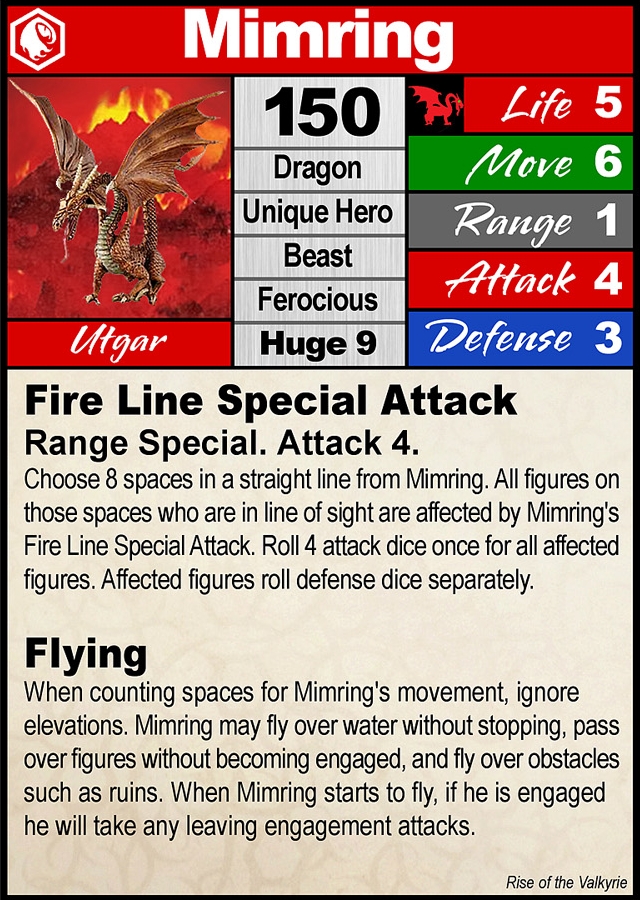 Mimring
150
Dragon
Unique Hero
Beast
Ferocious
Huge 9
Life 5
Move 6
Range 1
Attack 4
Defense 3
Utgar
Fire Line Special Attack
Range Special. Attack 4.
Choose 8 spaces in a straight line from Mimring. All figures on
those spaces who are in line of sight are affected by Mimring's
Fire Line Special Attack. Roll 4 attack dice once for all affected
figures. Affected figures roll defense dice separately.
Flying
When counting spaces for Mimring's movement, ignore
elevations. Mimring may fly over water without stopping, pass
over figures without becoming engaged, and fly over obstacles
such as ruins. When Mimring starts to fly, if he is engaged
he will take any leaving engagement attacks.
Rise of the Valkyrie